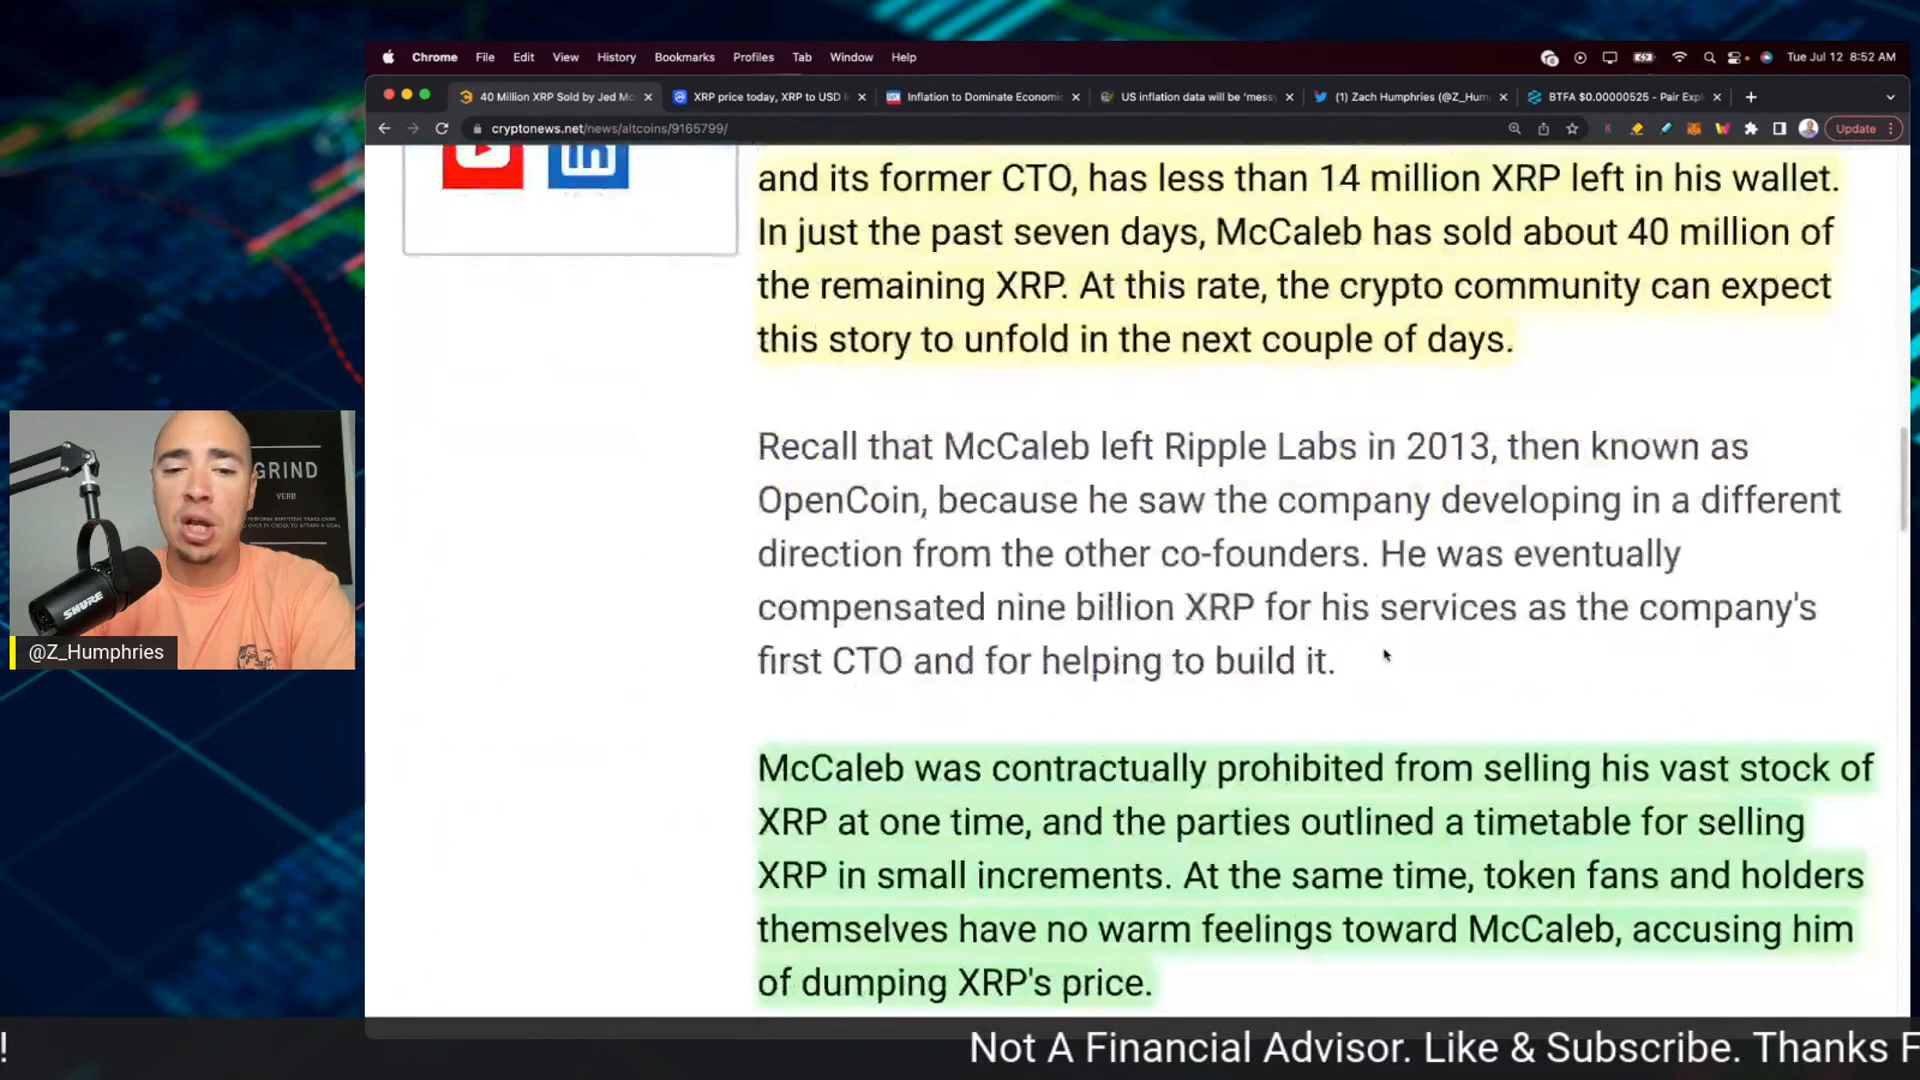 Chrome File Edit View History Bookmarks Profiles Tab Window Help Tue Jul 12 8:52 AM
40 Million XRP Sold by Jed Mc XRP price today, XRP to USD Inflation to Dominate Economic US inflation data will be 'messy (1) Zach Humphries (@Z_Hum BTFA $0.00000525 - Pair Exp
cryptonews.net/news/altcoins/9165799/ Update
and its former CTO, has less than 14 million XRP left in his wallet.
In just the past seven days, McCaleb has sold about 40 million of
the remaining XRP. At this rate, the crypto community can expect
this story to unfold in the next couple of days.
Recall that McCaleb left Ripple Labs in 2013, then known as
OpenCoin, because he saw the company developing in a different
direction from the other co-founders. He was eventually
compensated nine billion XRP for his services as the company's
first CTO and for helping to build it.
McCaleb was contractually prohibited from selling his vast stock of
XRP at one time, and the parties outlined a timetable for selling
XRP in small increments. At the same time, token fans and holders
themselves have no warm feelings toward McCaleb, accusing him
of dumping XRP's price.
in
GRIND
VERB
SHURE
@Z_Humphries
! Not A Financial Advisor. Like & Subscribe. Thanks F